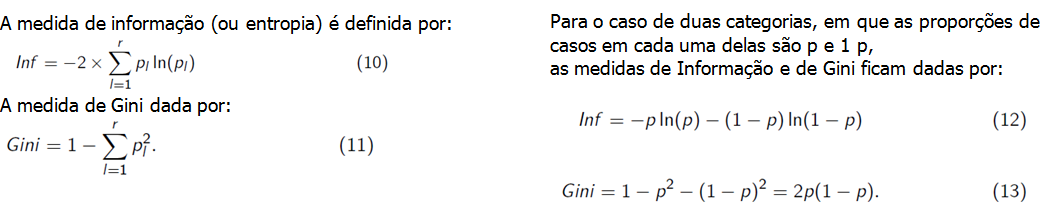 A medida de informação (ou entropia) é definida por:
Inf = −2 × ∑_{l=1}^{r} p_l ln(p_l) (10)
A medida de Gini dada por:
Gini = 1 − ∑_{l=1}^{r} p_l^2. (11)
Para o caso de duas categorias, em que as proporções de
casos em cada uma delas são p e 1 p,
as medidas de Informação e de Gini ficam dadas por:
Inf = −p ln(p) − (1 − p) ln(1 − p) (12)
Gini = 1 − p^2 − (1 − p)^2 = 2p(1 − p). (13)